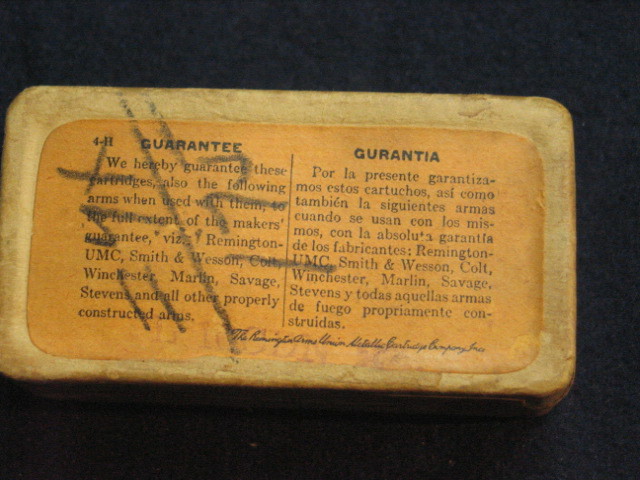 4-H GUARANTEE
We hereby guarantee these
cartridges, also the following
arms when used with them, to
the full extent of the makers'
guarantee, viz.: Remington-
UMC, Smith & Wesson, Colt,
Winchester, Marlin, Savage,
Stevens and all other properly
constructed arms.
GURANTIA
Por la presente garantiza-
mos estos cartuchos, así como
también la siguientes armas
cuando se usan con los mis-
mos, con la absoluta garantía
de los fabricantes: Remington-
UMC, Smith & Wesson, Colt,
Winchester, Marlin, Savage,
Stevens y todas aquellas armas
de fuego propriamente con-
struidas.
The Remington Arms Union Metallic Cartridge Company, Inc.